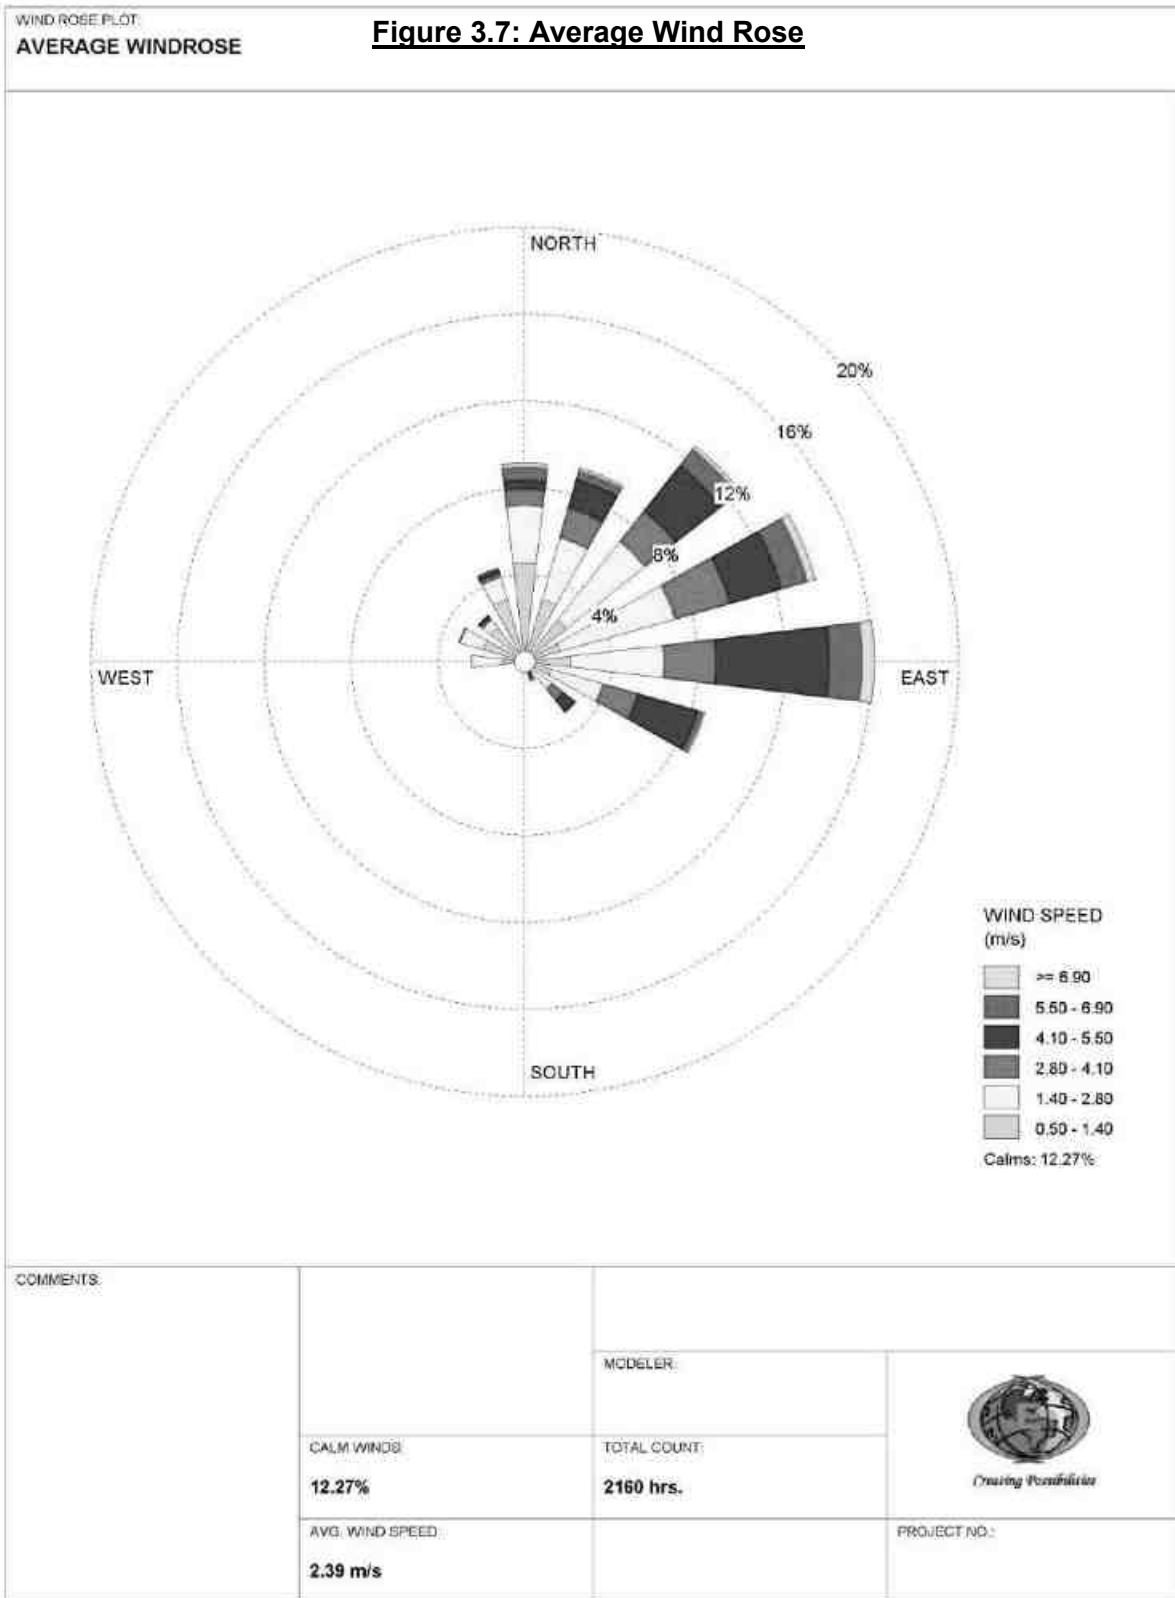 WIND ROSE PLOT:
Figure 3.7: Average Wind Rose
AVERAGE WINDROSE
NORTH
20%
16%
12%
8%
4%
WEST
EAST
SOUTH
WIND SPEED
(m/s)
>= 6.90
5.50 - 6.90
4.10 - 5.50
2.80 - 4.10
1.40 - 2.80
0.50 - 1.40
Calms: 12.27%
COMMENTS:
MODELER:
CALM WINDS:
12.27%
TOTAL COUNT:
2160 hrs.
Creating Possibilities
AVG. WIND SPEED:
2.39 m/s
PROJECT NO.: